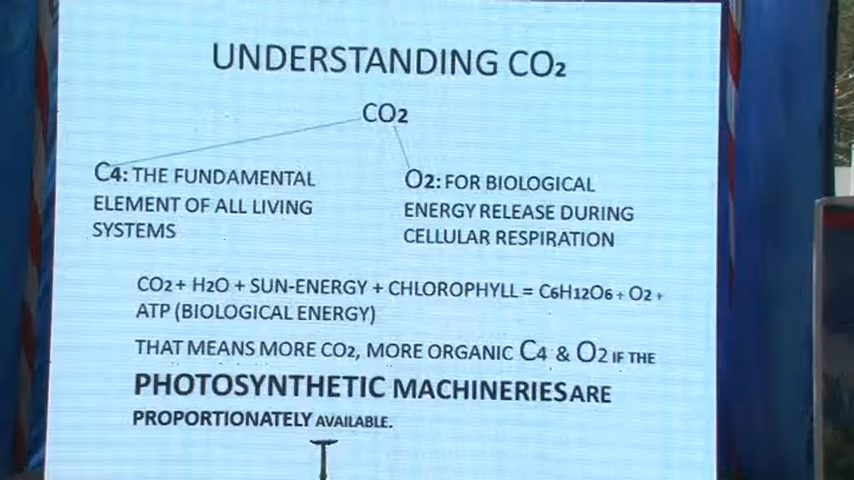 UNDERSTANDING CO2
CO2
C4: THE FUNDAMENTAL
ELEMENT OF ALL LIVING
SYSTEMS
O2: FOR BIOLOGICAL
ENERGY RELEASE DURING
CELLULAR RESPIRATION
CO2 + H2O + SUN-ENERGY + CHLOROPHYLL = C6H12O6 + O2 +
ATP (BIOLOGICAL ENERGY)
THAT MEANS MORE CO2, MORE ORGANIC C4 & O2 IF THE
PHOTOSYNTHETIC MACHINERIES ARE
PROPORTIONATELY AVAILABLE.